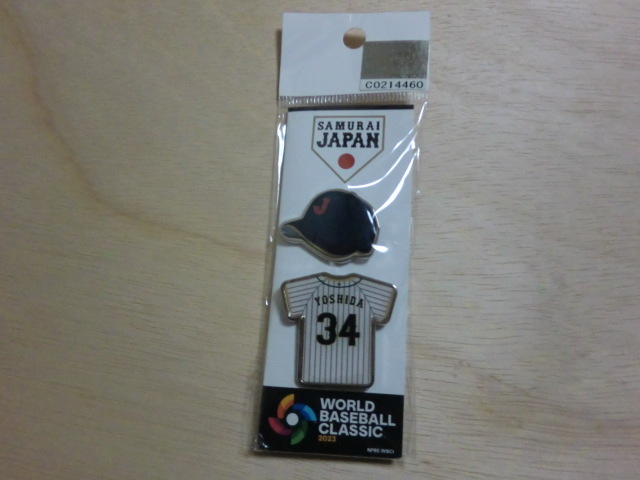 C0214460
SAMURAI
JAPAN
J
YOSHIDA
34
WORLD
BASEBALL
CLASSIC
2023